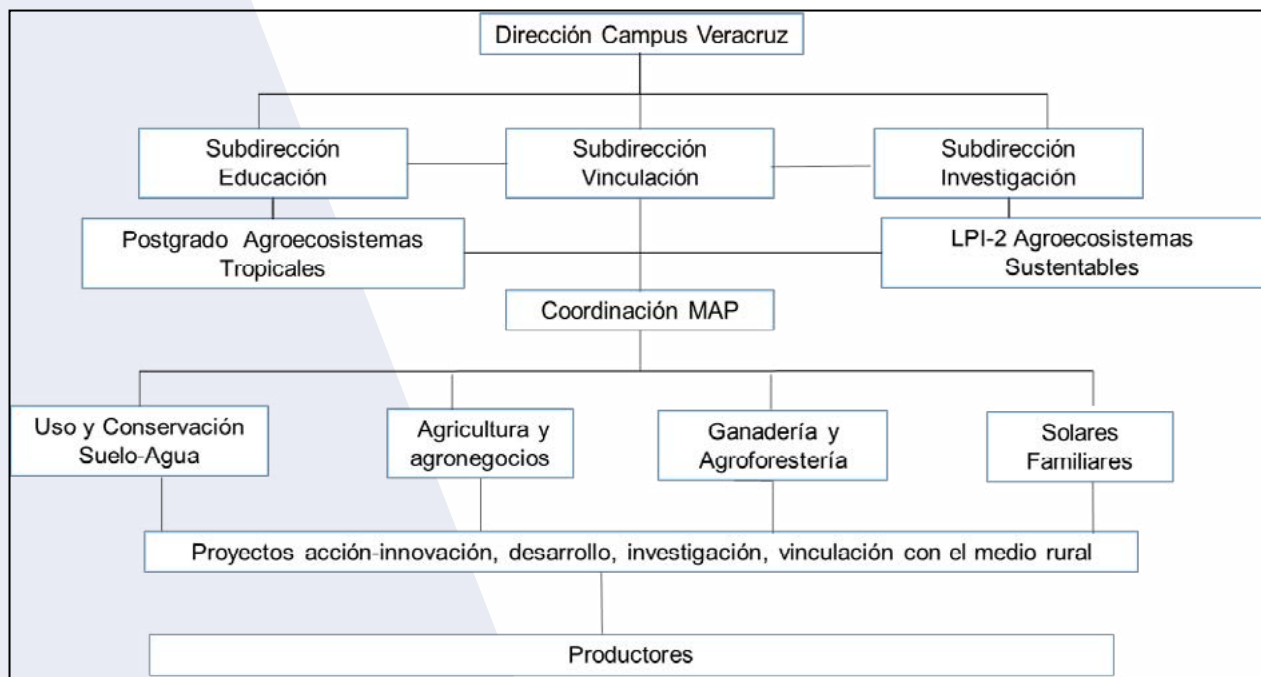 Dirección Campus Veracruz
Subdirección
Educación
Subdirección
Vinculación
Subdirección
Investigación
Postgrado Agroecosistemas
Tropicales
LPI-2 Agroecosistemas
Sustentables
Coordinación MAP
Uso y Conservación
Suelo-Agua
Agricultura y
agronegocios
Ganadería y
Agroforestería
Solares
Familiares
Proyectos acción-innovación, desarrollo, investigación, vinculación con el medio rural
Productores